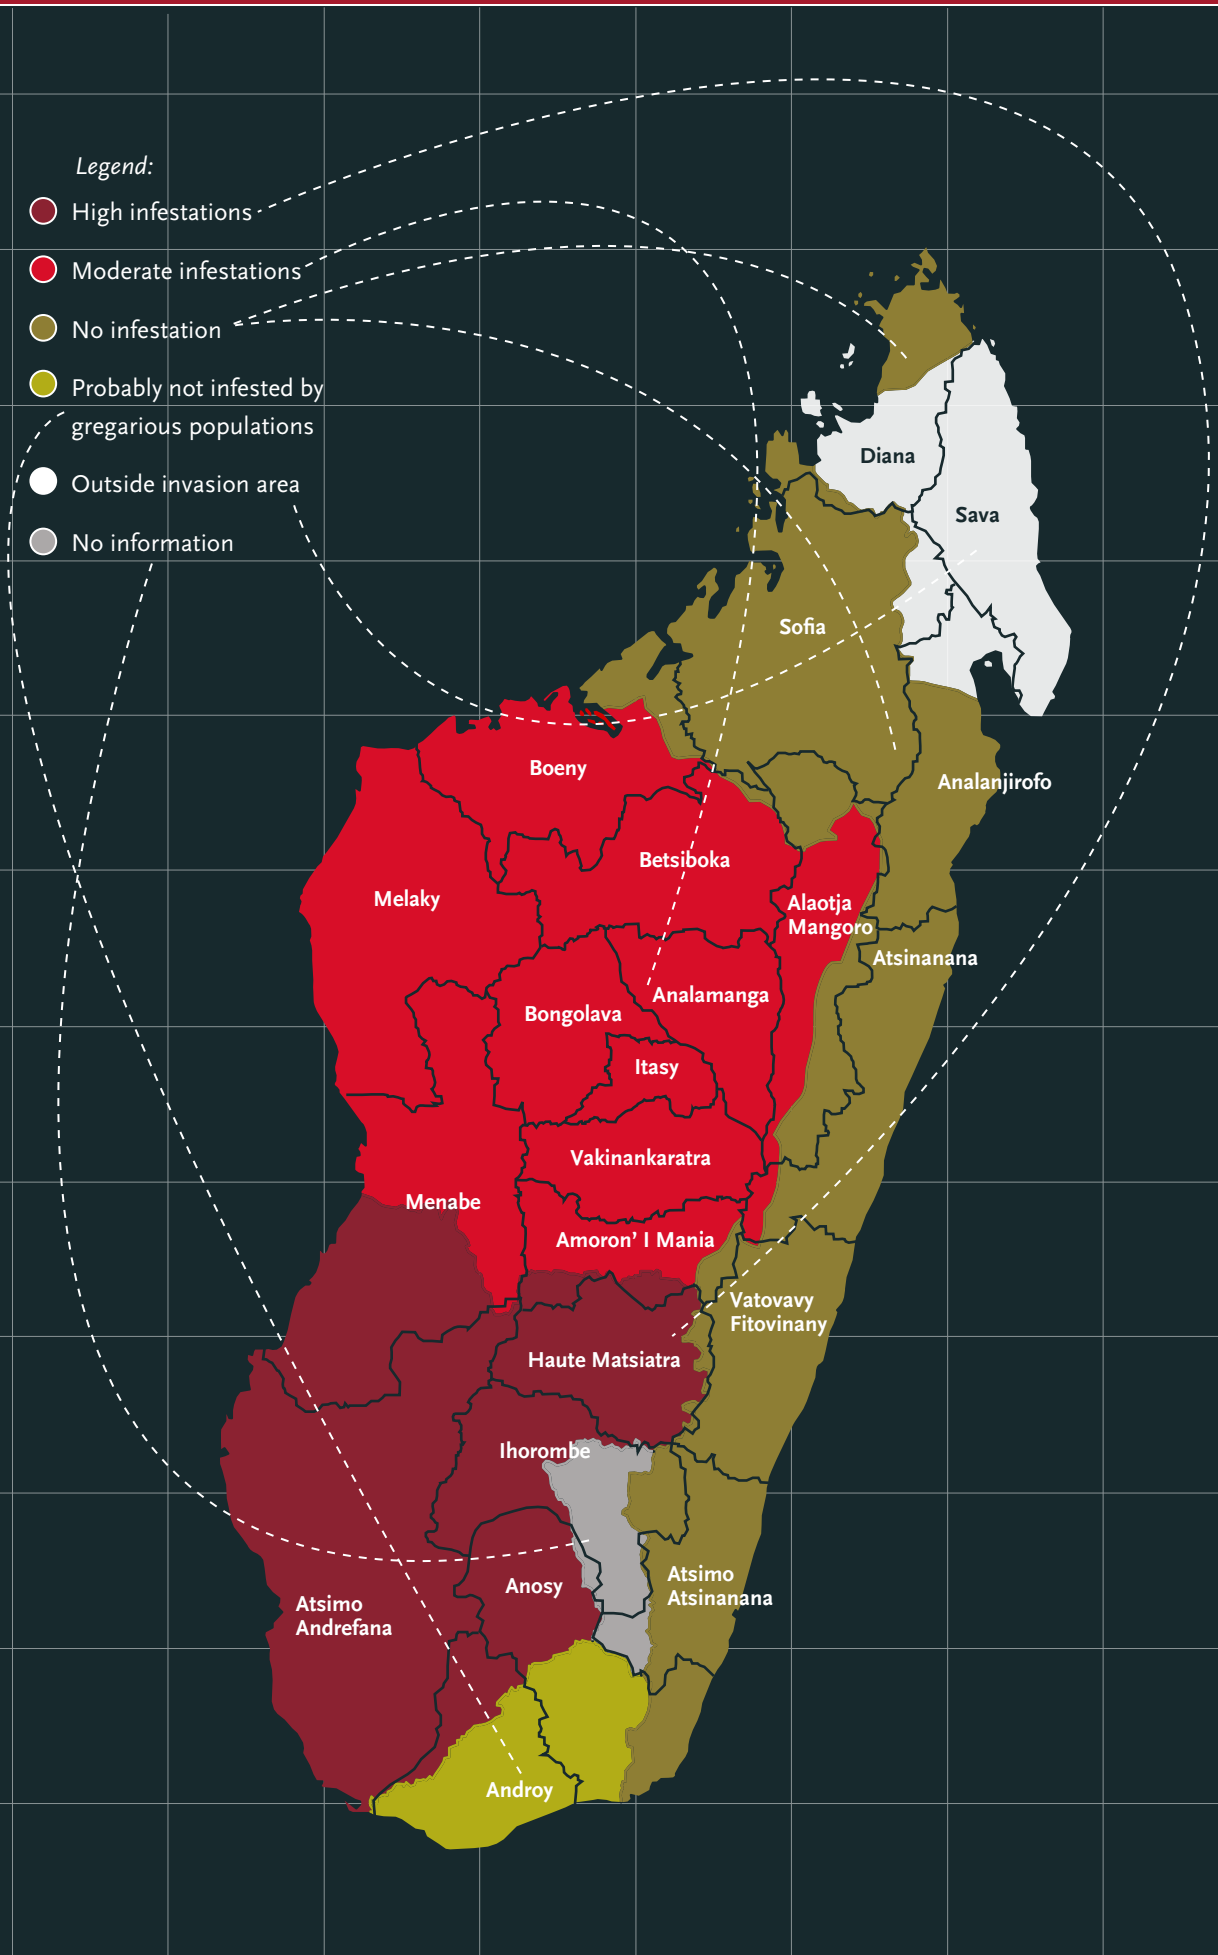 Legend:
High infestations
Moderate infestations
No infestation
Probably not infested by
gregarious populations
Outside invasion area
No information
Diana
Sava
Sofia
Boeny
Analanjirofo
Betsiboka
Melaky
Alaotja
Mangoro
Atsinanana
Analamanga
Bongolava
Itasy
Vakinankaratra
Menabe
Amoron' I Mania
Vatovavy
Fitovinany
Haute Matsiatra
Ihorombe
Atsimo
Atsinanana
Anosy
Atsimo
Andrefana
Androy